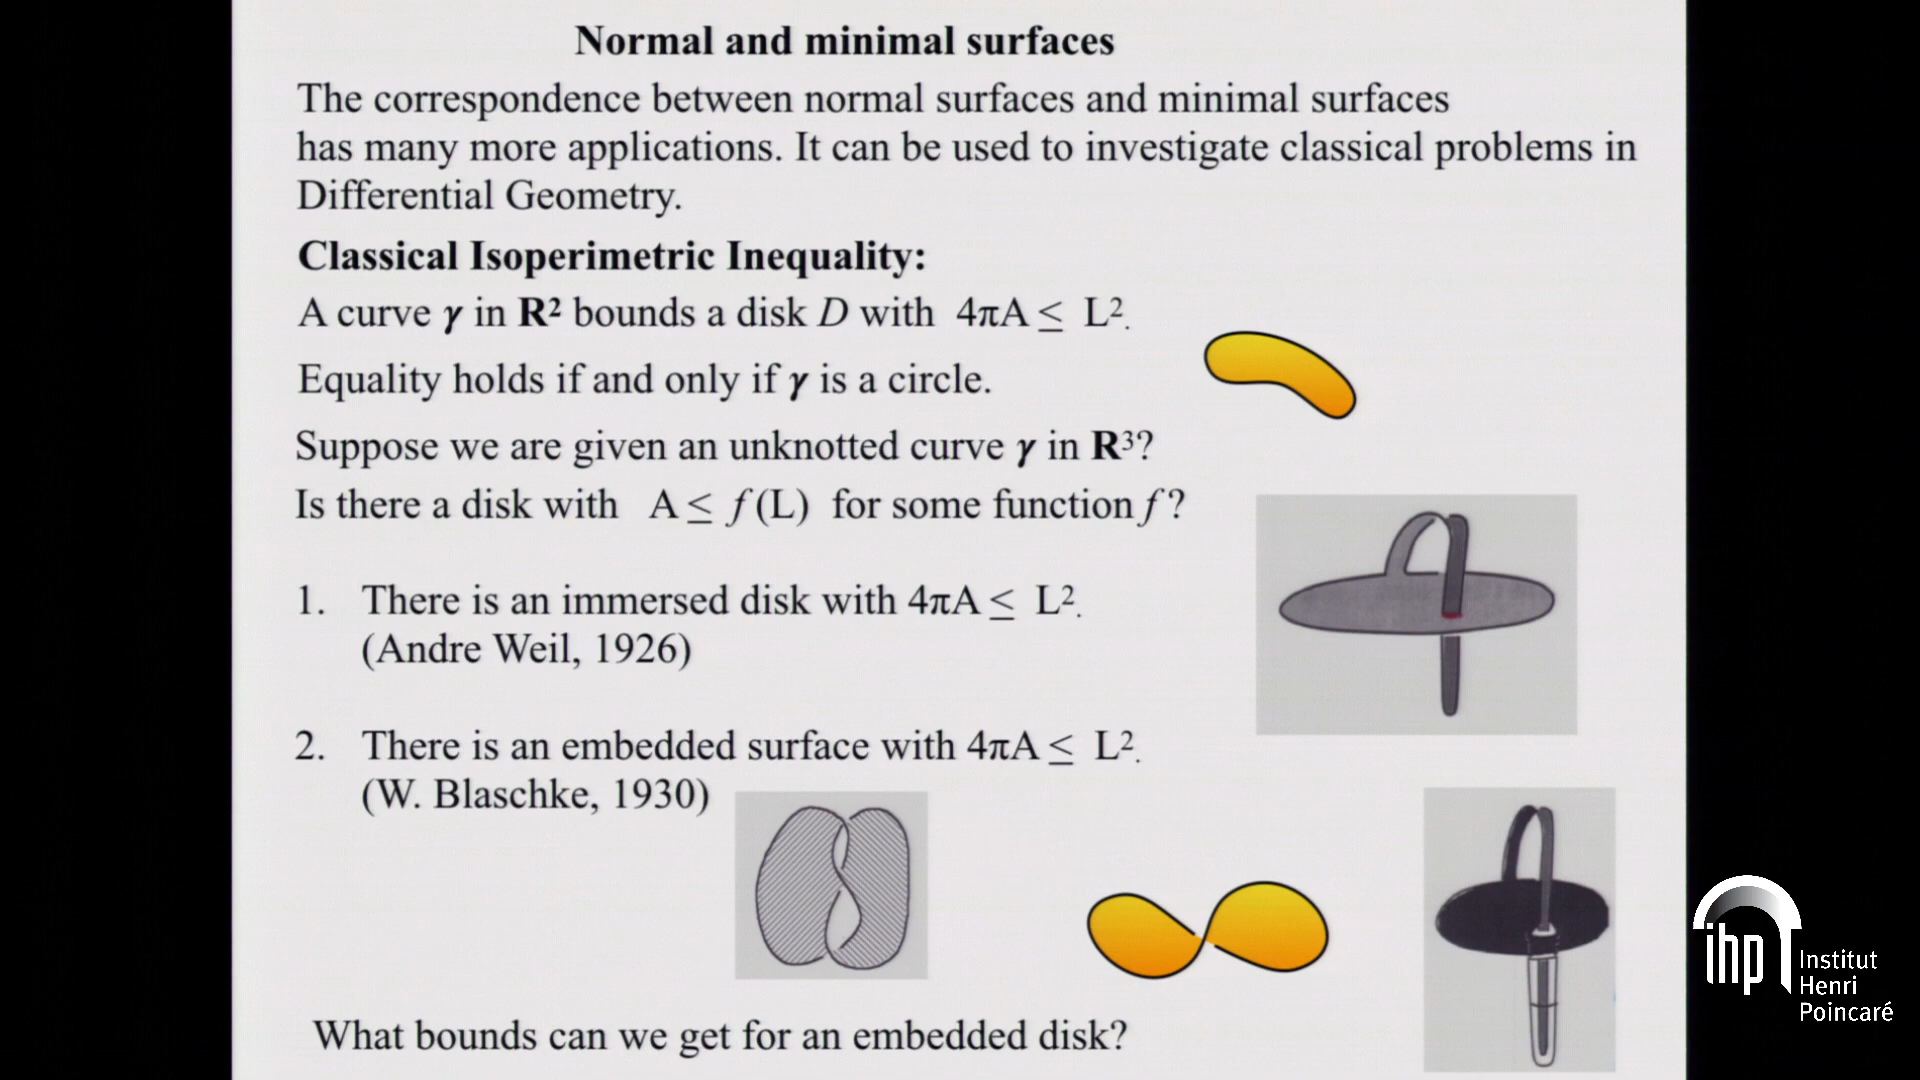 Normal and minimal surfaces
The correspondence between normal surfaces and minimal surfaces
has many more applications. It can be used to investigate classical problems in
Differential Geometry.
Classical Isoperimetric Inequality:
A curve γ in R² bounds a disk D with 4πA ≤ L².
Equality holds if and only if γ is a circle.
Suppose we are given an unknotted curve γ in R³?
Is there a disk with A ≤ f(L) for some function f?
1. There is an immersed disk with 4πA ≤ L².
(Andre Weil, 1926)
2. There is an embedded surface with 4πA ≤ L².
(W. Blaschke, 1930)
What bounds can we get for an embedded disk?
ihp
Institut
Henri
Poincaré